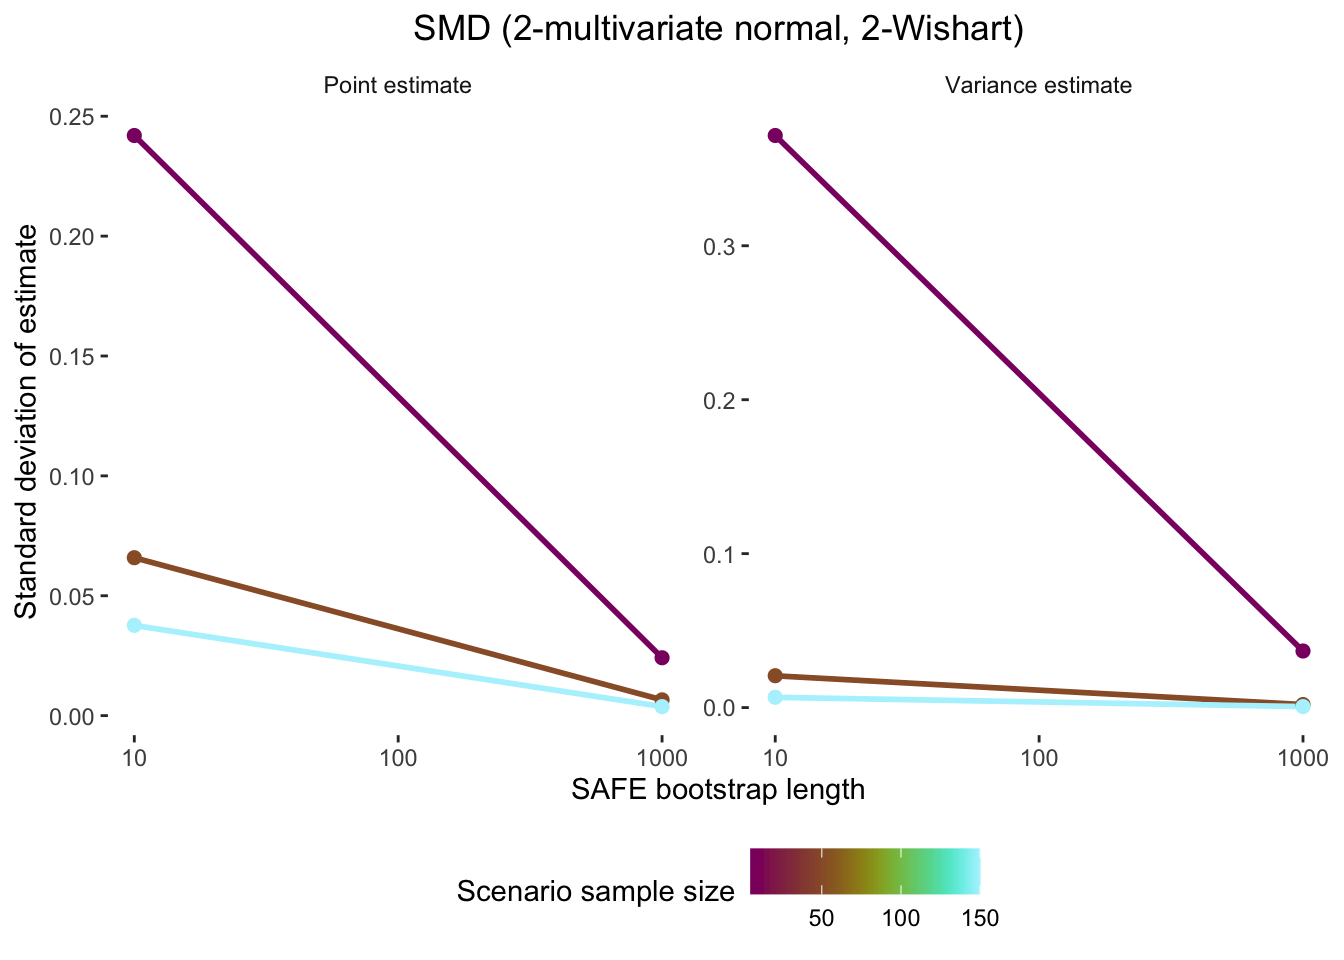 SMD (2-multivariate normal, 2-Wishart)
Point estimate
Variance estimate
Standard deviation of estimate
0.25
0.20
0.15
0.10
0.05
0.00
0.3
0.2
0.1
0.0
10 100 1000
10 100 1000
SAFE bootstrap length
Scenario sample size
50 100 150